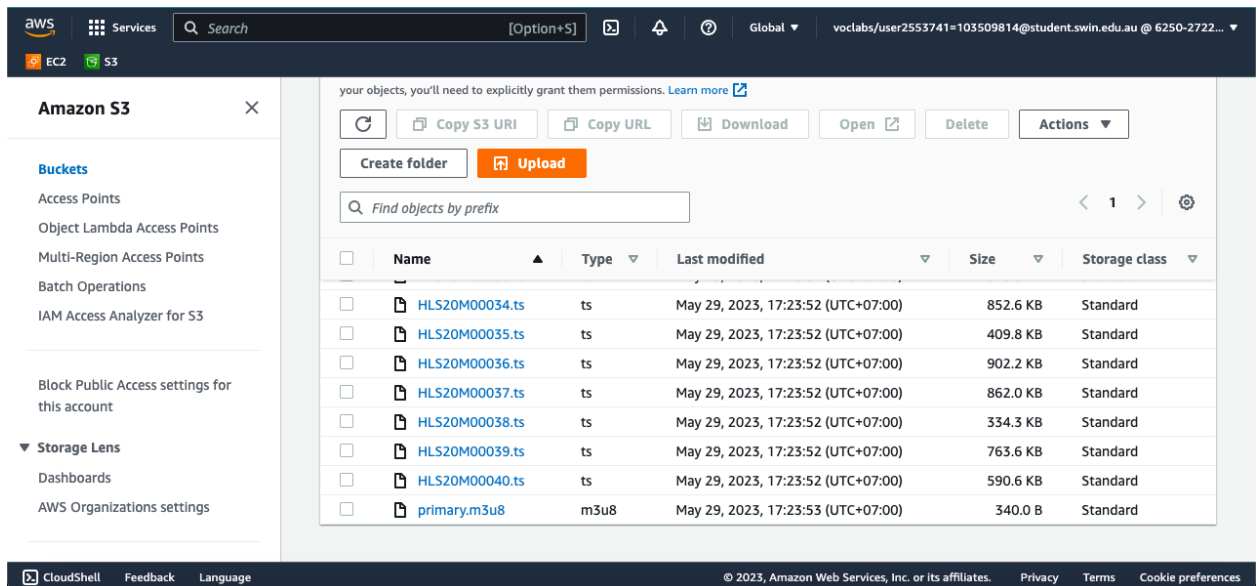 aws Services Search [Option+S] Global voclabs/user2553741=103509814@student.swin.edu.au @ 6250-2722...
EC2 S3
Amazon S3
Buckets
Access Points
Object Lambda Access Points
Multi-Region Access Points
Batch Operations
IAM Access Analyzer for S3
Block Public Access settings for
this account
Storage Lens
Dashboards
AWS Organizations settings
your objects, you'll need to explicitly grant them permissions. Learn more
Copy S3 URI Copy URL Download Open Delete Actions
Create folder Upload
Find objects by prefix 1
Name Type Last modified Size Storage class
HLS20M00034.ts ts May 29, 2023, 17:23:52 (UTC+07:00) 852.6 KB Standard
HLS20M00035.ts ts May 29, 2023, 17:23:52 (UTC+07:00) 409.8 KB Standard
HLS20M00036.ts ts May 29, 2023, 17:23:52 (UTC+07:00) 902.2 KB Standard
HLS20M00037.ts ts May 29, 2023, 17:23:52 (UTC+07:00) 862.0 KB Standard
HLS20M00038.ts ts May 29, 2023, 17:23:52 (UTC+07:00) 334.3 KB Standard
HLS20M00039.ts ts May 29, 2023, 17:23:52 (UTC+07:00) 763.6 KB Standard
HLS20M00040.ts ts May 29, 2023, 17:23:52 (UTC+07:00) 590.6 KB Standard
primary.m3u8 m3u8 May 29, 2023, 17:23:53 (UTC+07:00) 340.0 B Standard
CloudShell Feedback Language © 2023, Amazon Web Services, Inc. or its affiliates. Privacy Terms Cookie preferences